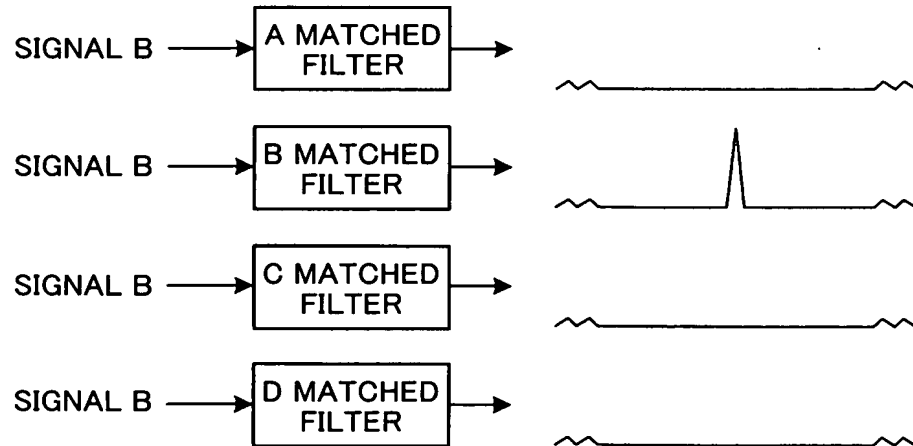 SIGNAL B
A MATCHED
FILTER
SIGNAL B
B MATCHED
FILTER
SIGNAL B
C MATCHED
FILTER
SIGNAL B
D MATCHED
FILTER